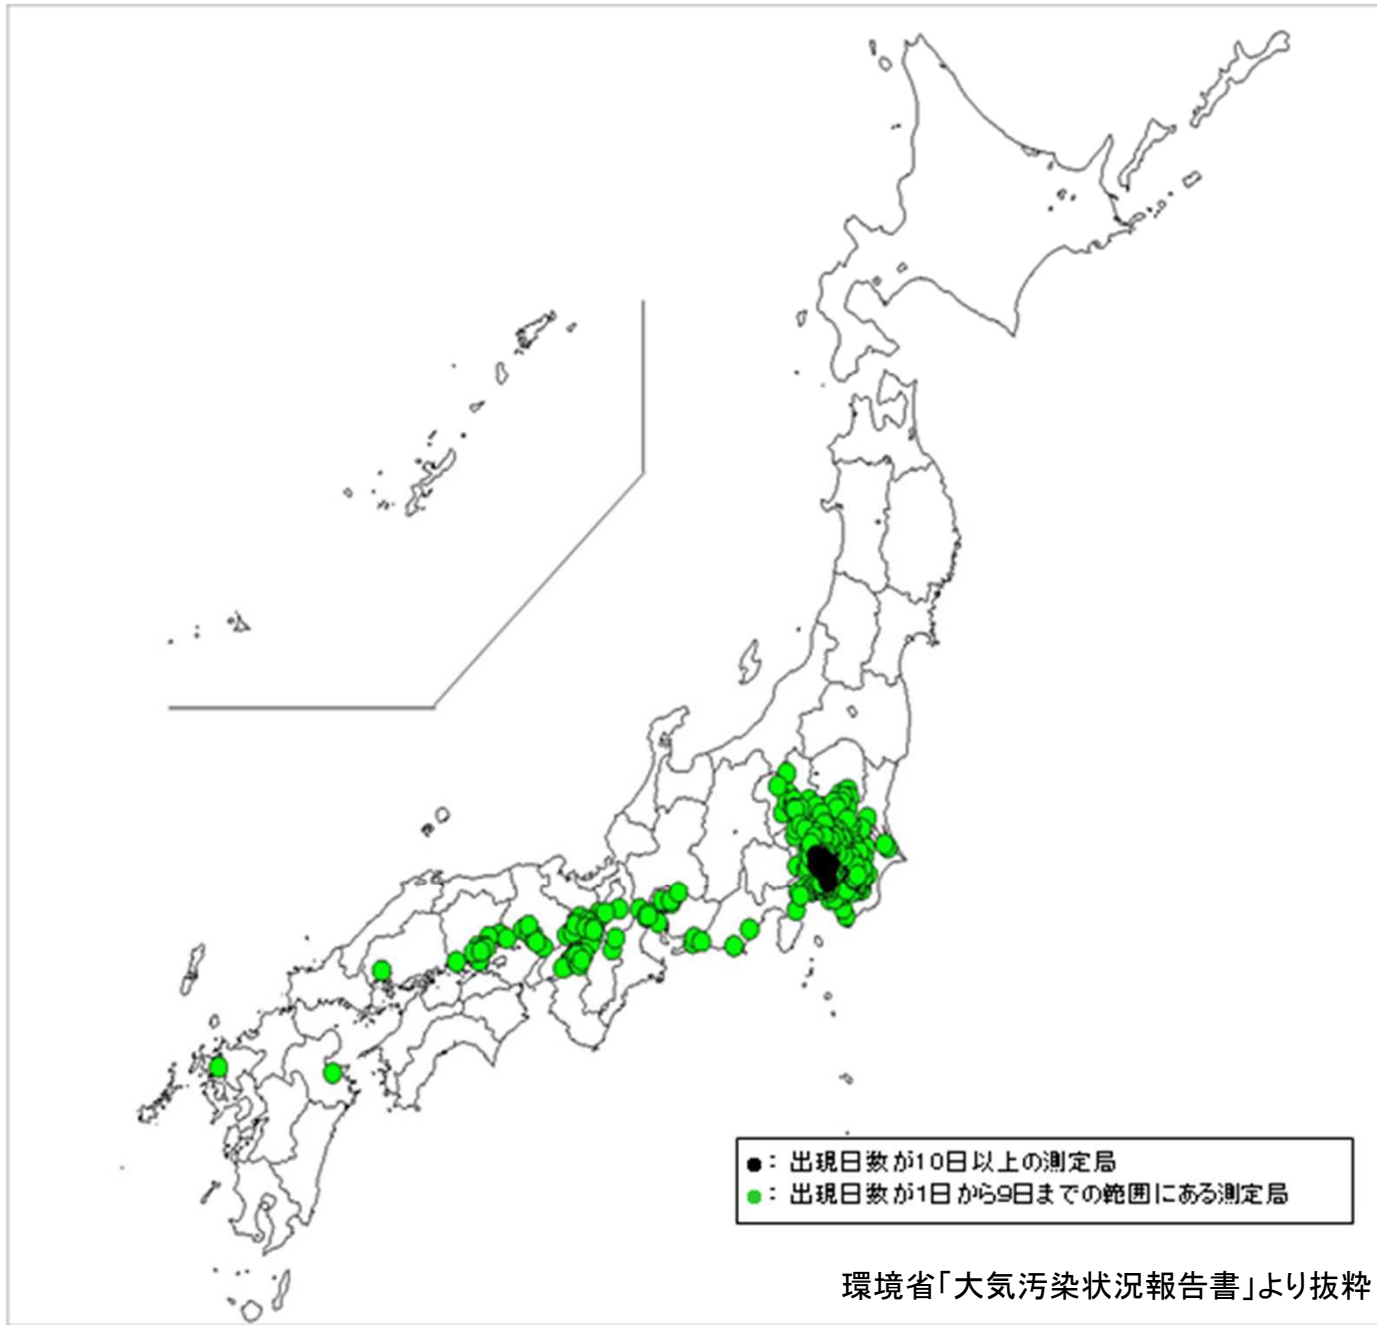 ●： 出現日数が10日以上の測定局
●： 出現日数が1日から9日までの範囲にある測定局
環境省「大気汚染状況報告書」より抜粋